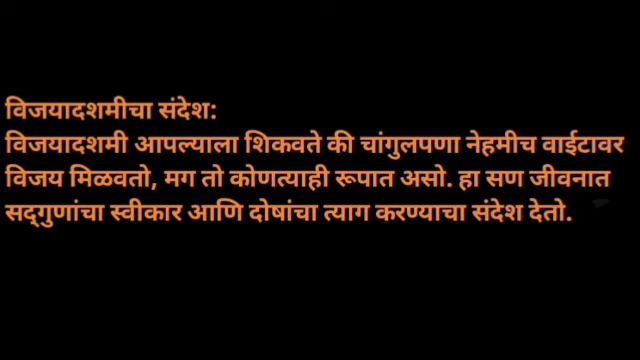 विजयादशमीचा संदेश:
विजयादशमी आपल्याला शिकवते की चांगुलपणा नेहमीच वाईटावर
विजय मिळवतो, मग तो कोणत्याही रूपात असो. हा सण जीवनात
सद्‌गुणांचा स्वीकार आणि दोषांचा त्याग करण्याचा संदेश देतो.